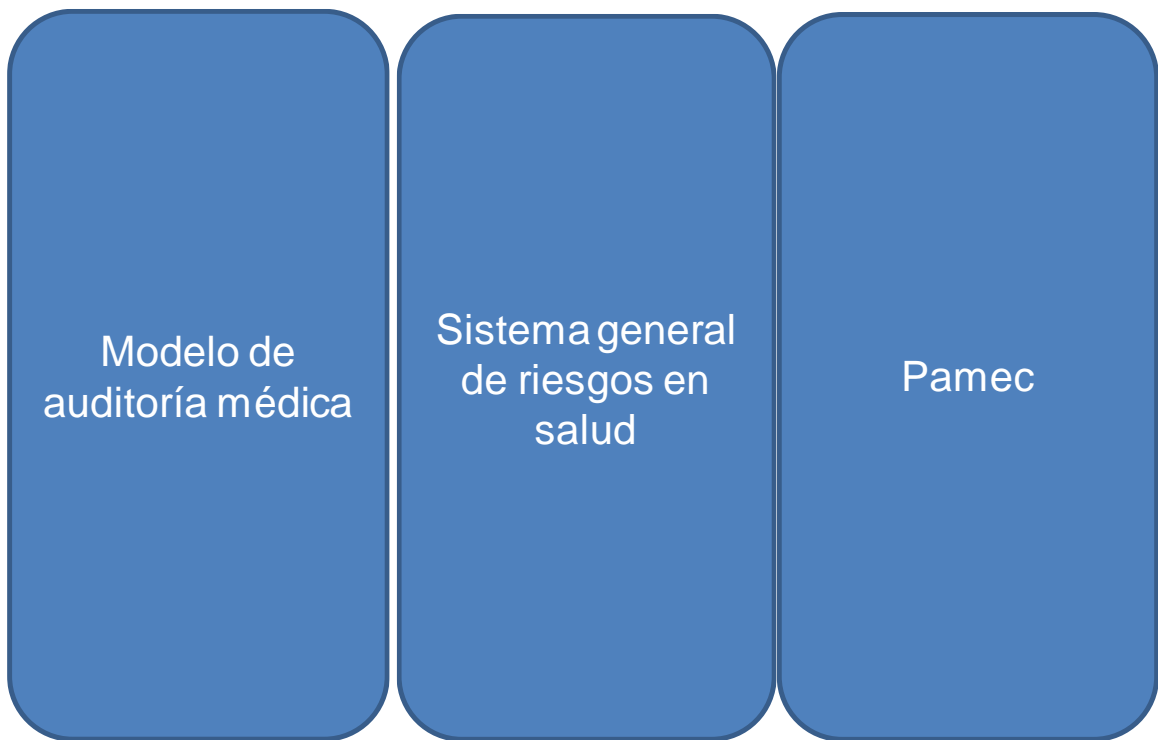 Modelo de
auditoría médica
Sistema general
de riesgos en
salud
Pamec